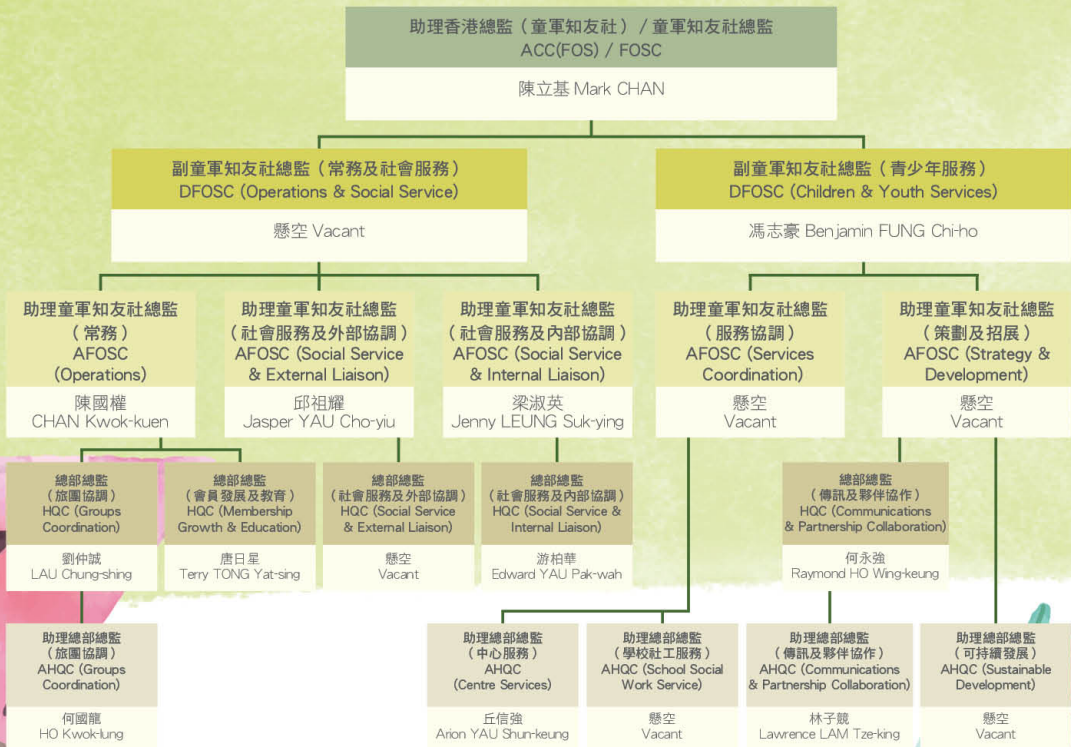 助理香港總監（童軍知友社）/ 童軍知友社總監
ACC(FOS) / FOSC
陳立基 Mark CHAN
副童軍知友社總監（常務及社會服務）
DFOSC (Operations & Social Service)
懸空 Vacant
副童軍知友社總監（青少年服務）
DFOSC (Children & Youth Services)
馮志豪 Benjamin FUNG Chi-ho
助理童軍知友社總監
（常務）
AFOSC
(Operations)
陳國權
CHAN Kwok-kuen
助理童軍知友社總監
（社會服務及外部協調）
AFOSC (Social Service
& External Liaison)
邱祖耀
Jasper YAU Cho-yiu
助理童軍知友社總監
（社會服務及內部協調）
AFOSC (Social Service
& Internal Liaison)
梁淑英
Jenny LEUNG Suk-ying
助理童軍知友社總監
（服務協調）
AFOSC (Services
Coordination)
懸空
Vacant
助理童軍知友社總監
（策劃及招展）
AFOSC (Strategy &
Development)
懸空
Vacant
總部總監
（旅團協調）
HQC (Groups
Coordination)
劉仲誠
LAU Chung-shing
總部總監
（會員發展及教育）
HQC (Membership
Growth & Education)
唐日星
Terry TONG Yat-sing
總部總監
（社會服務及外部協調）
HQC (Social Service
& External Liaison)
懸空
Vacant
總部總監
（社會服務及內部協調）
HQC (Social Service &
Internal Liaison)
游柏華
Edward YAU Pak-wah
總部總監
（傳訊及夥伴協作）
HQC (Communications
& Partnership Collaboration)
何永強
Raymond HO Wing-keung
助理總部總監
（旅團協調）
AHQC (Groups
Coordination)
何國龍
HO Kwok-lung
助理總部總監
（中心服務）
AHQC
(Centre Services)
丘信強
Arion YAU Shun-keung
助理總部總監
（學校社工服務）
AHQC (School Social
Work Service)
懸空
Vacant
助理總部總監
（傳訊及夥伴協作）
AHQC (Communications
& Partnership Collaboration)
林子競
Lawrence LAM Tze-king
助理總部總監
（可持續發展）
AHQC (Sustainable
Development)
懸空
Vacant